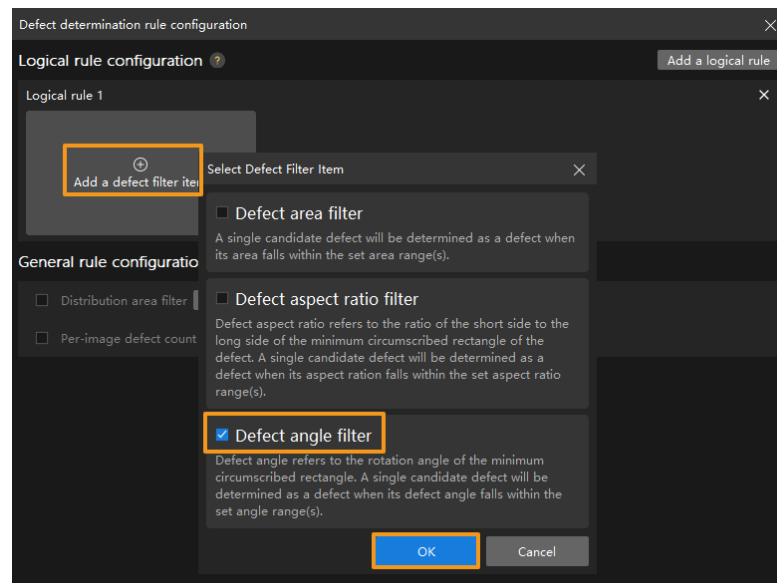 Defect determination rule configuration
Logical rule configuration ?
Add a logical rule
Logical rule 1
Add a defect filter iter
Select Defect Filter Item
Defect area filter
A single candidate defect will be determined as a defect when
its area falls within the set area range(s).
General rule configuratio
Distribution area filter
Per-image defect count
Defect aspect ratio filter
Defect aspect ratio refers to the ratio of the short side to the
long side of the minimum circumscribed rectangle of the
defect. A single candidate defect will be determined as a
defect when its aspect ration falls within the set aspect ratio
range(s).
Defect angle filter
Defect angle refers to the rotation angle of the minimum
circumscribed rectangle. A single candidate defect will be
determined as a defect when its defect angle falls within the
set angle range(s).
OK
Cancel